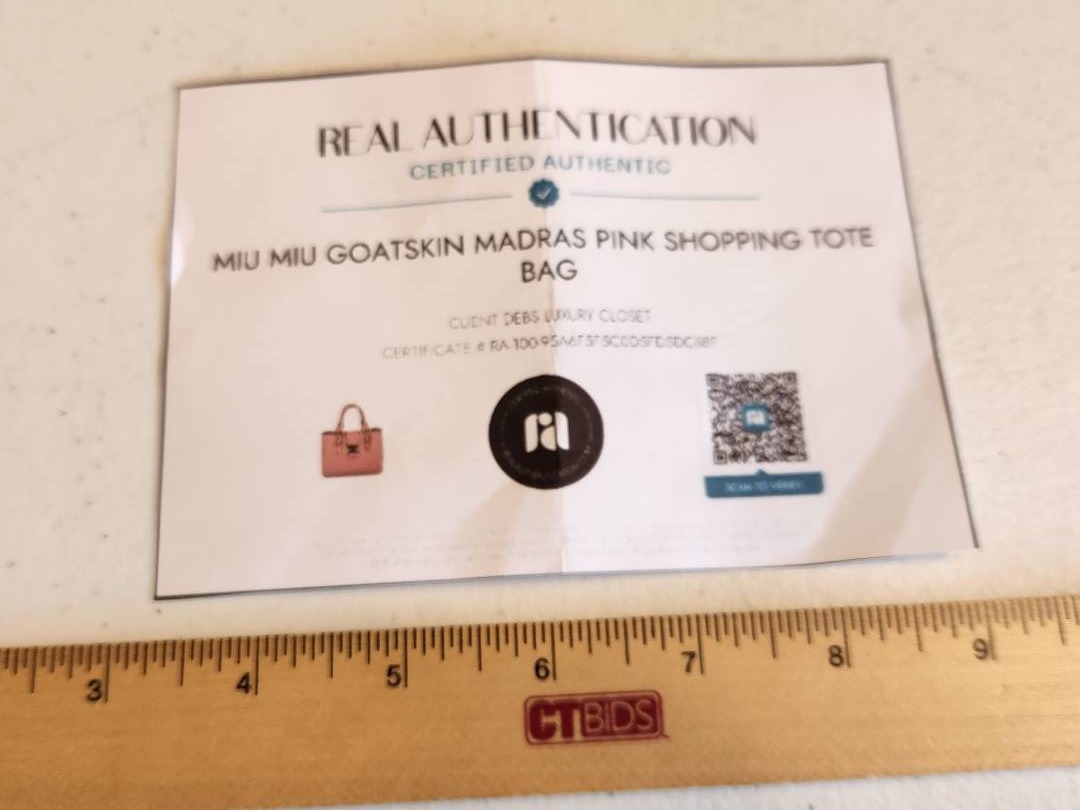 REAL AUTHENTICATION
CERTIFIED AUTHENTIC
MIU MIU GOATSKIN MADRAS PINK SHOPPING TOTE
BAG
CLIENT DEBS LUXURY CLOSET
CERTIFICATE #
ra
SCAN TO VERIFY
3 4 5 6 7 8 9
CTBIDS